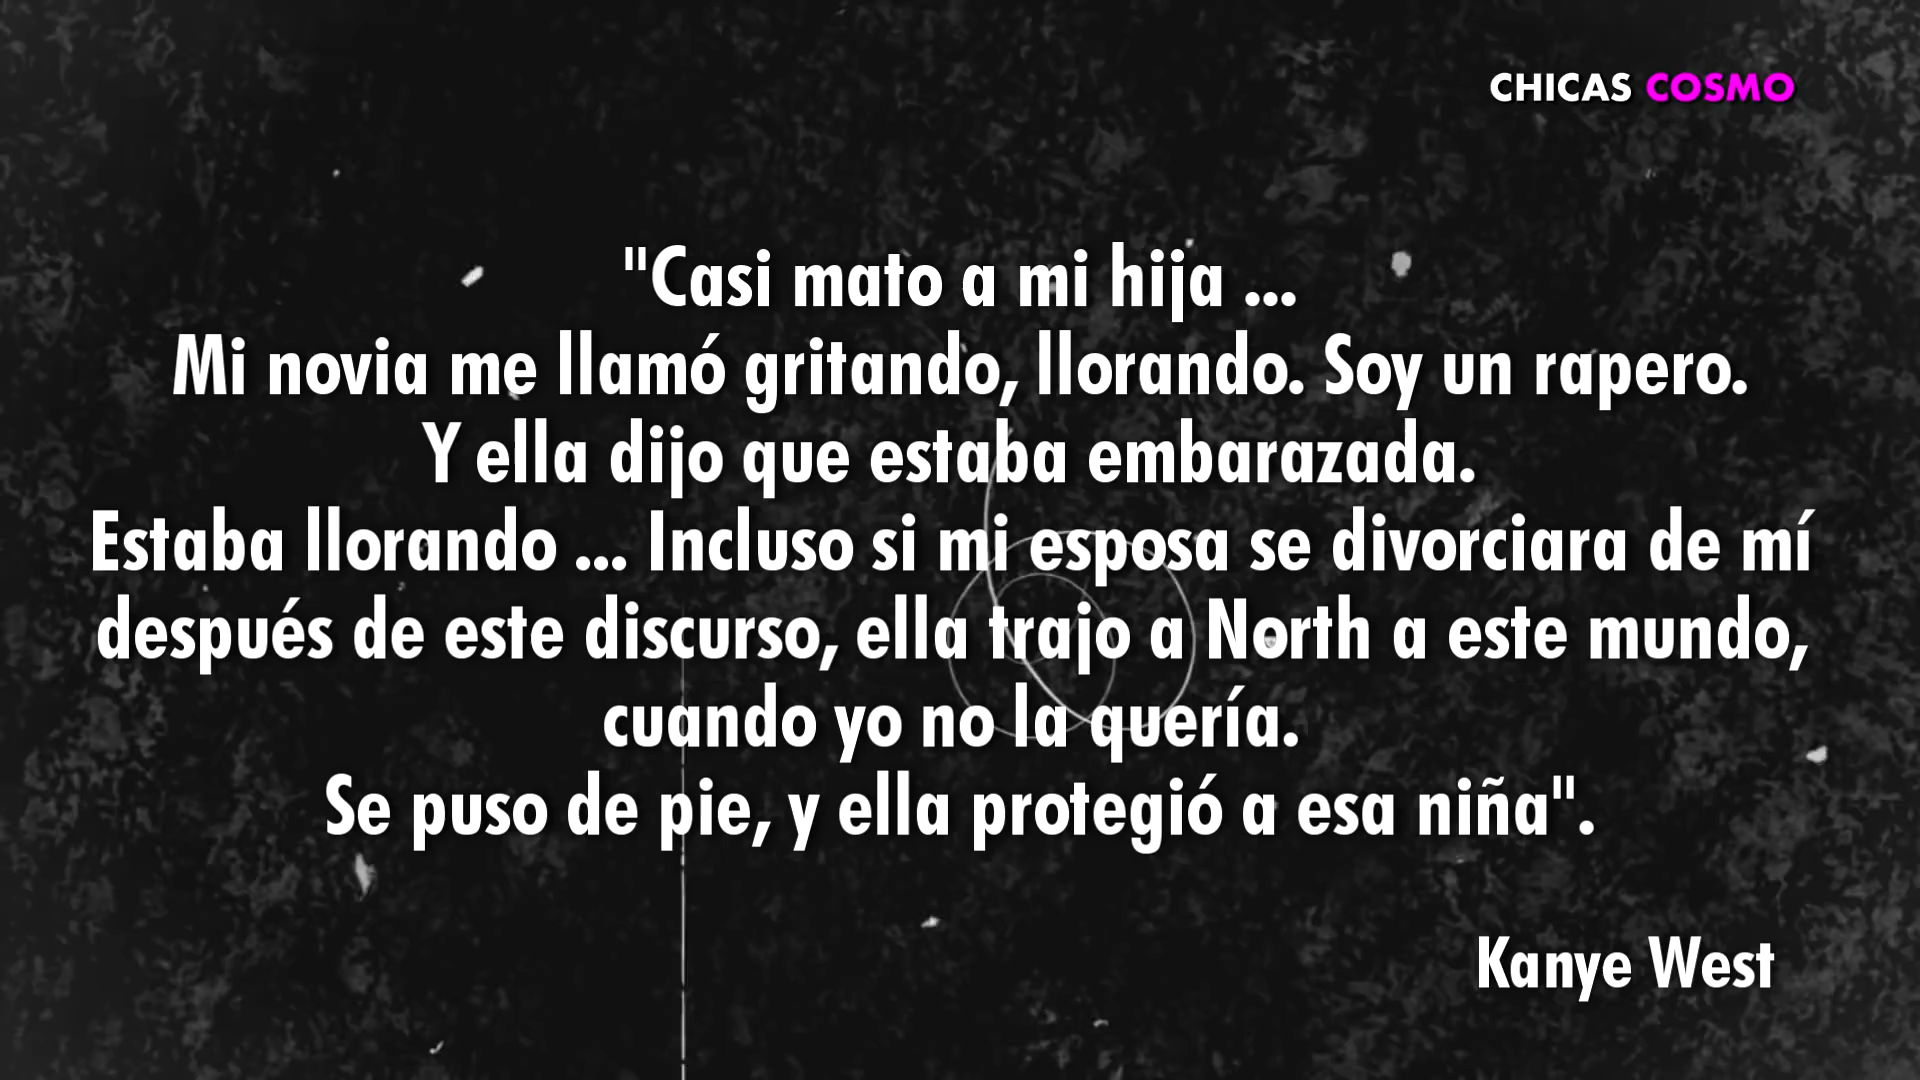 CHICAS COSMO
"Casi mato a mi hija ...
Mi novia me llamó gritando, llorando. Soy un rapero.
Y ella dijo que estaba embarazada.
Estaba llorando ... Incluso si mi esposa se divorciara de mí
después de este discurso, ella trajo a North a este mundo,
cuando yo no la quería.
Se puso de pie, y ella protegió a esa niña".
Kanye West